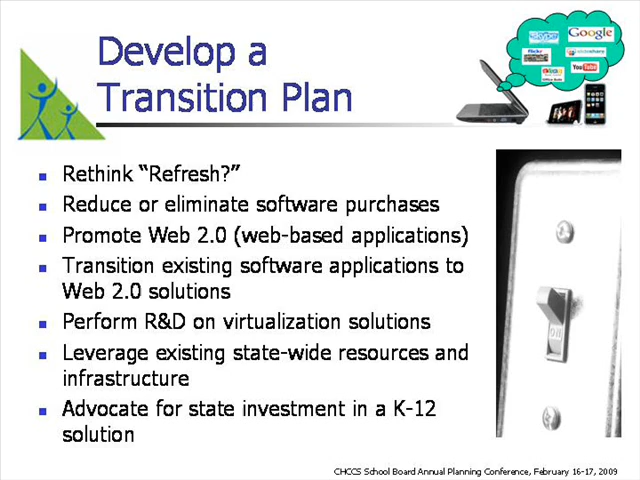 Develop a
Transition Plan
Google
flickr
slideshare
YouTube
Rethink “Refresh?”
Reduce or eliminate software purchases
Promote Web 2.0 (web-based applications)
Transition existing software applications to
Web 2.0 solutions
Perform R&D on virtualization solutions
Leverage existing state-wide resources and
infrastructure
Advocate for state investment in a K-12
solution
CHCCS School Board Annual Planning Conference, February 16-17, 2009